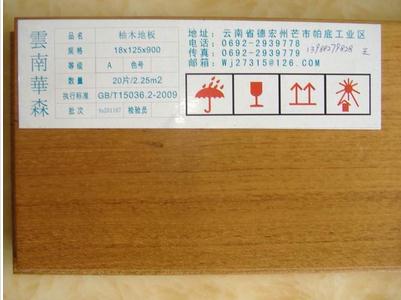 雲南華森
品名 柚木地板
规格 18x125x900
等级 A 色号
数量 20片/2.25m2
执行标准 GB/T15036.2-2009
批次 检验员
地址：云南省德宏州芒市帕底工业区
电话：0692-2939778
传真：0692-2939779
邮箱：Wj27315@126.COM